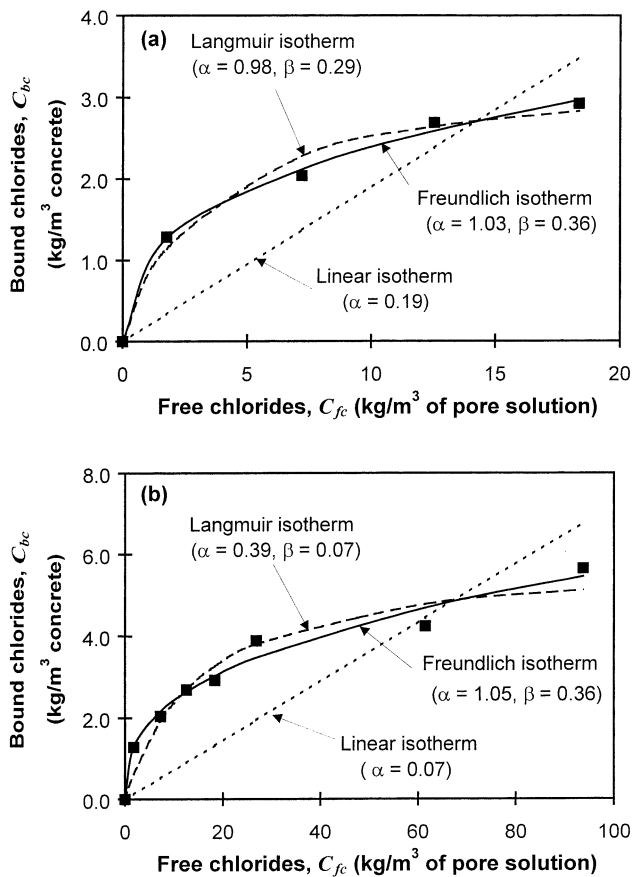 (a)
Langmuir isotherm
(α = 0.98, β = 0.29)
Freundlich isotherm
(α = 1.03, β = 0.36)
Linear isotherm
(α = 0.19)
Bound chlorides, Cbc
(kg/m³ concrete)
4.0
3.0
2.0
1.0
0.0
0 5 10 15 20
Free chlorides, Cfc (kg/m³ of pore solution)
(b)
Langmuir isotherm
(α = 0.39, β = 0.07)
Freundlich isotherm
(α = 1.05, β = 0.36)
Linear isotherm
( α = 0.07)
Bound chlorides, Cbc
(kg/m³ concrete)
8.0
6.0
4.0
2.0
0.0
0 20 40 60 80 100
Free chlorides, Cfc (kg/m³ of pore solution)